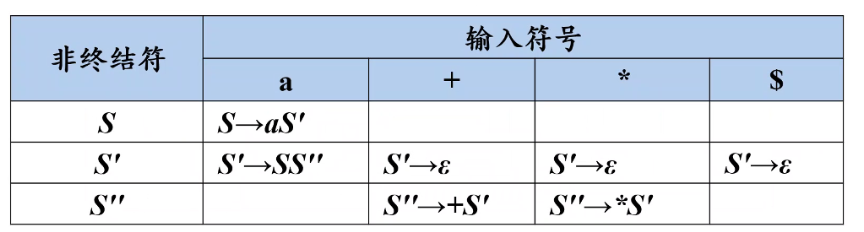 非终结符 输入符号
a + * $
S S→aS′
S′ S′→SS″ S′→ε S′→ε S′→ε
S″ S″→+S′ S″→*S′